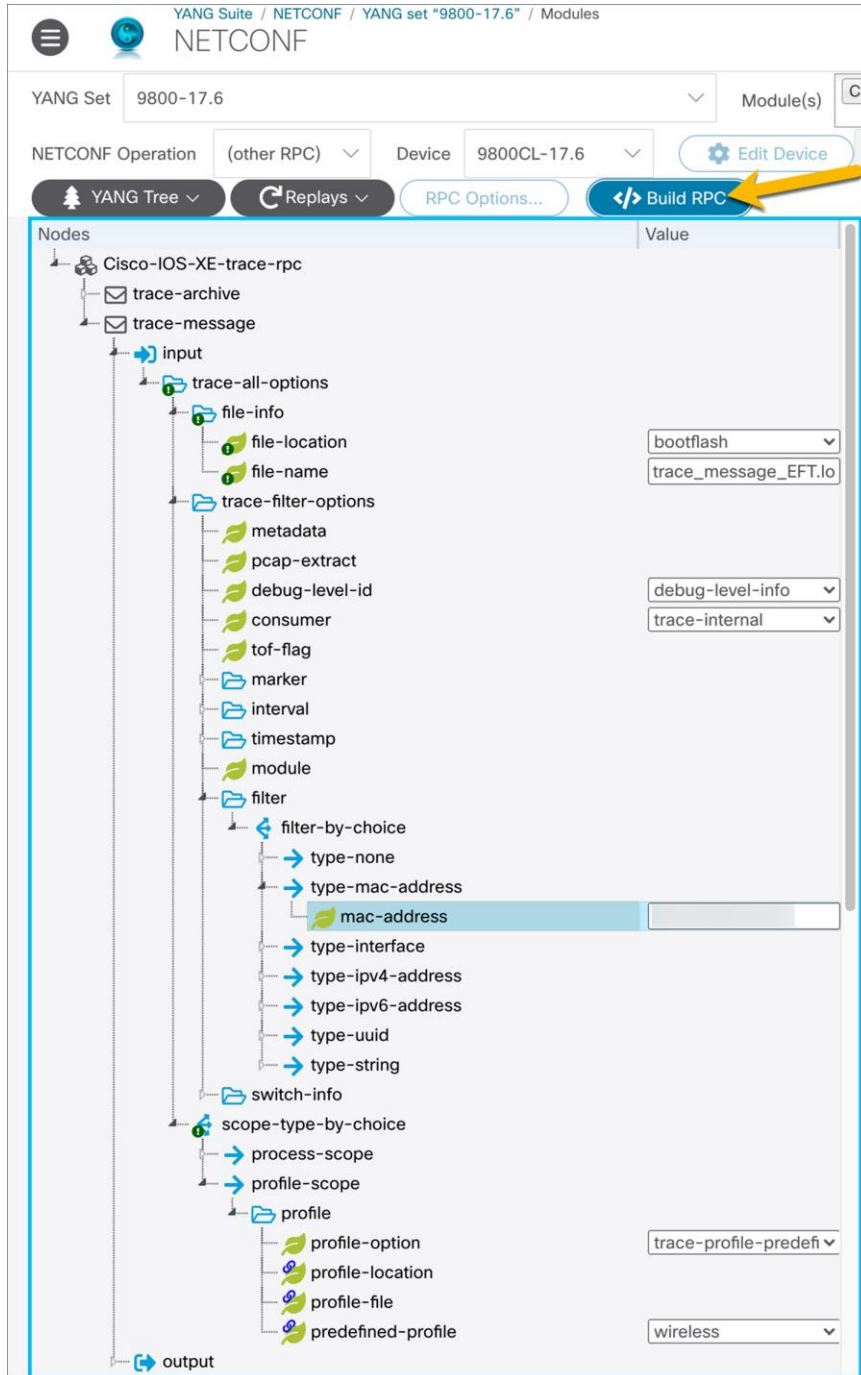 YANG Suite / NETCONF / YANG set "9800-17.6" / Modules
NETCONF
YANG Set 9800-17.6 Module(s) C
NETCONF Operation (other RPC) Device 9800CL-17.6 Edit Device
YANG Tree Replays RPC Options... </> Build RPC
Nodes Value
Cisco-IOS-XE-trace-rpc
trace-archive
trace-message
input
trace-all-options
file-info
file-location bootflash
file-name trace_message_EFT.lo
trace-filter-options
metadata
pcap-extract
debug-level-id debug-level-info
consumer trace-internal
tof-flag
marker
interval
timestamp
module
filter
filter-by-choice
type-none
type-mac-address
mac-address
type-interface
type-ipv4-address
type-ipv6-address
type-uuid
type-string
switch-info
scope-type-by-choice
process-scope
profile-scope
profile
profile-option trace-profile-predefi
profile-location
profile-file
predefined-profile wireless
output